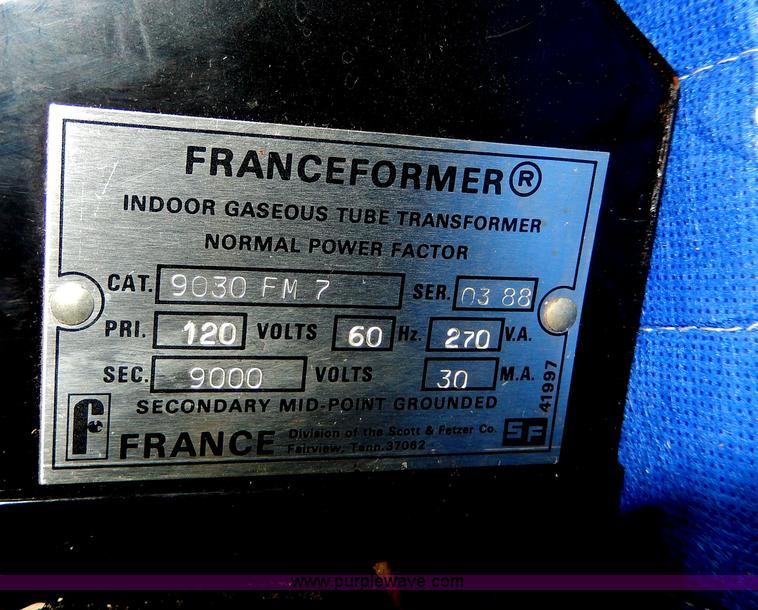 FRANCEFORMER®
INDOOR GASEOUS TUBE TRANSFORMER
NORMAL POWER FACTOR
CAT. 9030 FM 7 SER. 03 88
PRI. 120 VOLTS 60 Hz. 270 V.A.
SEC. 9000 VOLTS 30 M.A.
SECONDARY MID-POINT GROUNDED
41997
FRANCE Division of the Scott & Fetzer Co. SF
Fairview, Tenn. 37062
www.purplewave.com